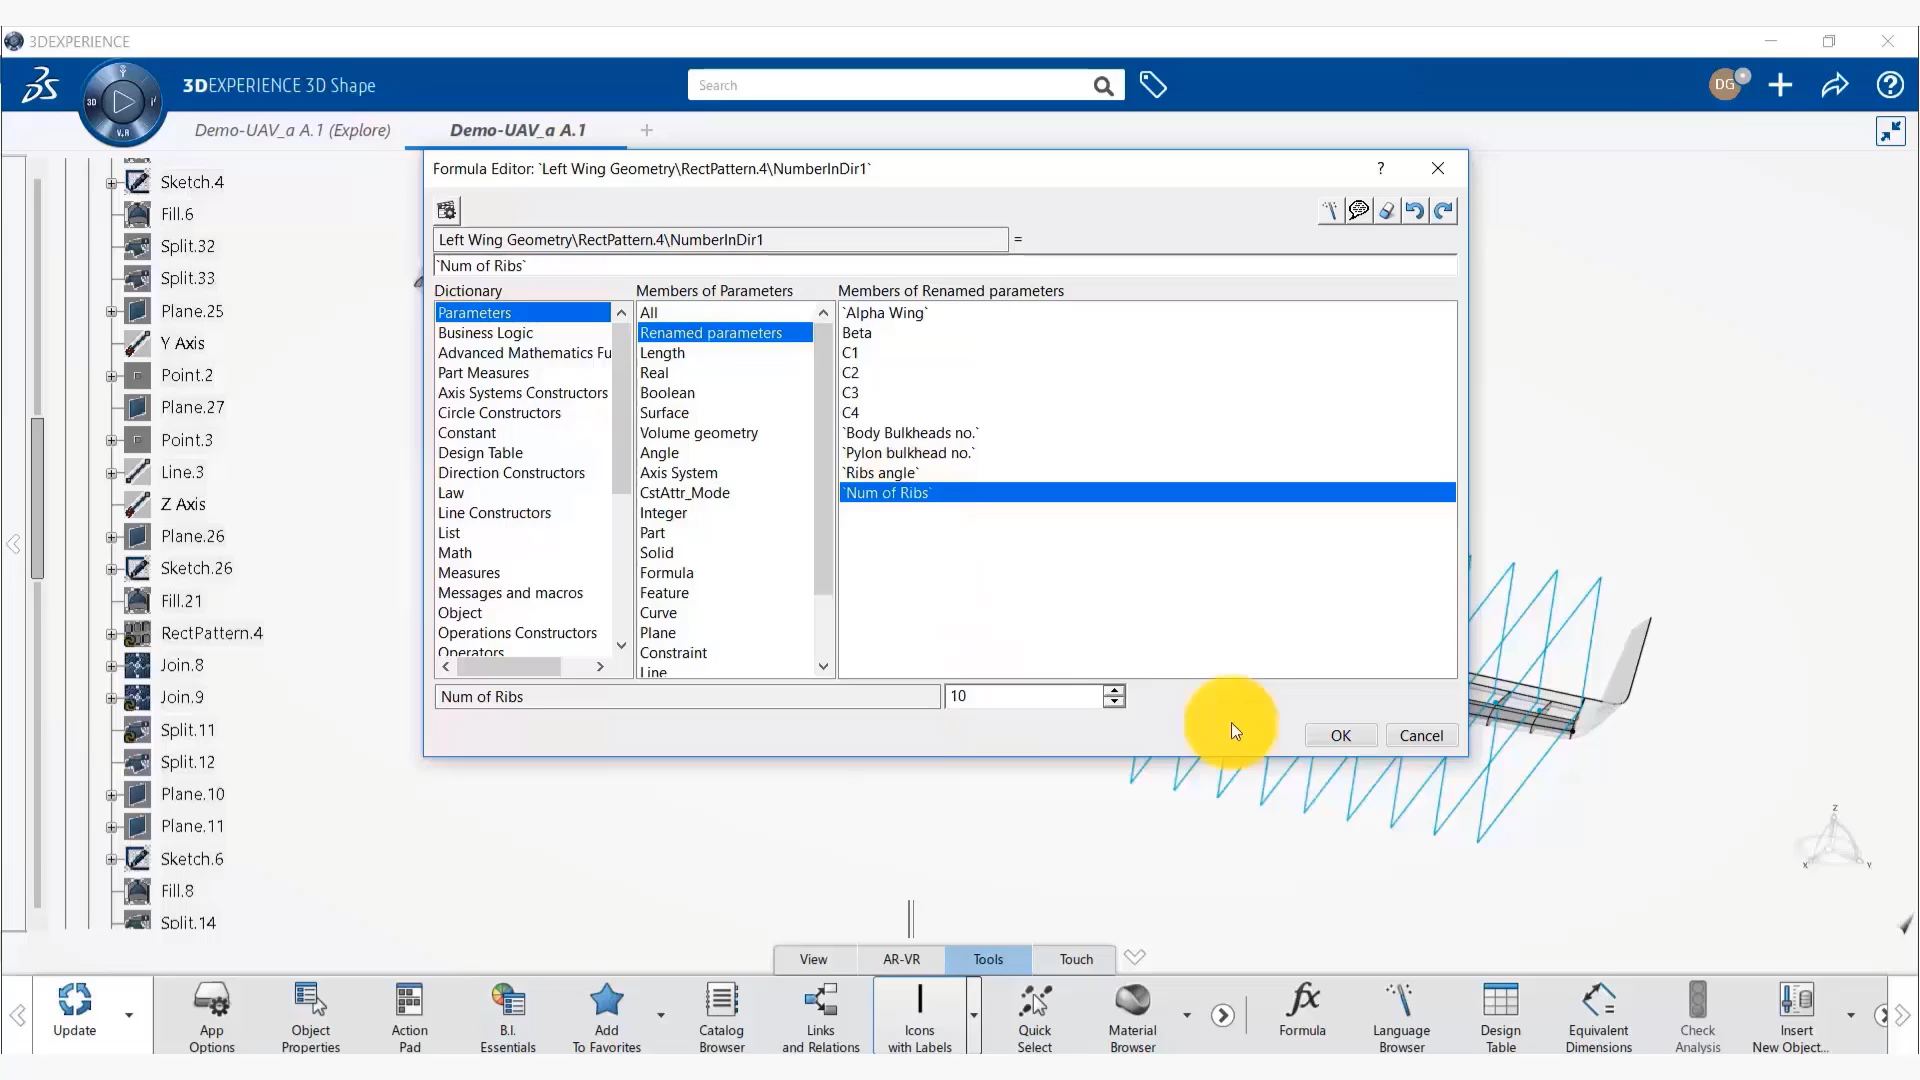 3DEXPERIENCE
3DEXPERIENCE 3D Shape
Search
DG
3D
V.R
Demo-UAV_a A.1 (Explore)
Demo-UAV_a A.1
Sketch.4
Fill.6
Split.32
Split.33
Plane.25
Y Axis
Point.2
Plane.27
Point.3
Line.3
Z Axis
Plane.26
Sketch.26
Fill.21
RectPattern.4
Join.8
Join.9
Split.11
Split.12
Plane.10
Plane.11
Sketch.6
Fill.8
Split.14
Formula Editor: `Left Wing Geometry\RectPattern.4\NumberInDir1`
Left Wing Geometry\RectPattern.4\NumberInDir1 =
`Num of Ribs`
Dictionary
Parameters
Business Logic
Advanced Mathematics Fu
Part Measures
Axis Systems Constructors
Circle Constructors
Constant
Design Table
Direction Constructors
Law
Line Constructors
List
Math
Measures
Messages and macros
Object
Operations Constructors
Operators
Members of Parameters
All
Renamed parameters
Length
Real
Boolean
Surface
Volume geometry
Angle
Axis System
CstAttr_Mode
Integer
Part
Solid
Formula
Feature
Curve
Plane
Constraint
Line
Members of Renamed parameters
`Alpha Wing`
Beta
C1
C2
C3
C4
`Body Bulkheads no.`
`Pylon bulkhead no.`
`Ribs angle`
`Num of Ribs`
Num of Ribs
10
OK
Cancel
Z
X
Y
View
AR-VR
Tools
Touch
Update
App
Options
Object
Properties
Action
Pad
B.I.
Essentials
Add
To Favorites
Catalog
Browser
Links
and Relations
Icons
with Labels
Quick
Select
Material
Browser
Formula
Language
Browser
Design
Table
Equivalent
Dimensions
Check
Analysis
Insert
New Object...